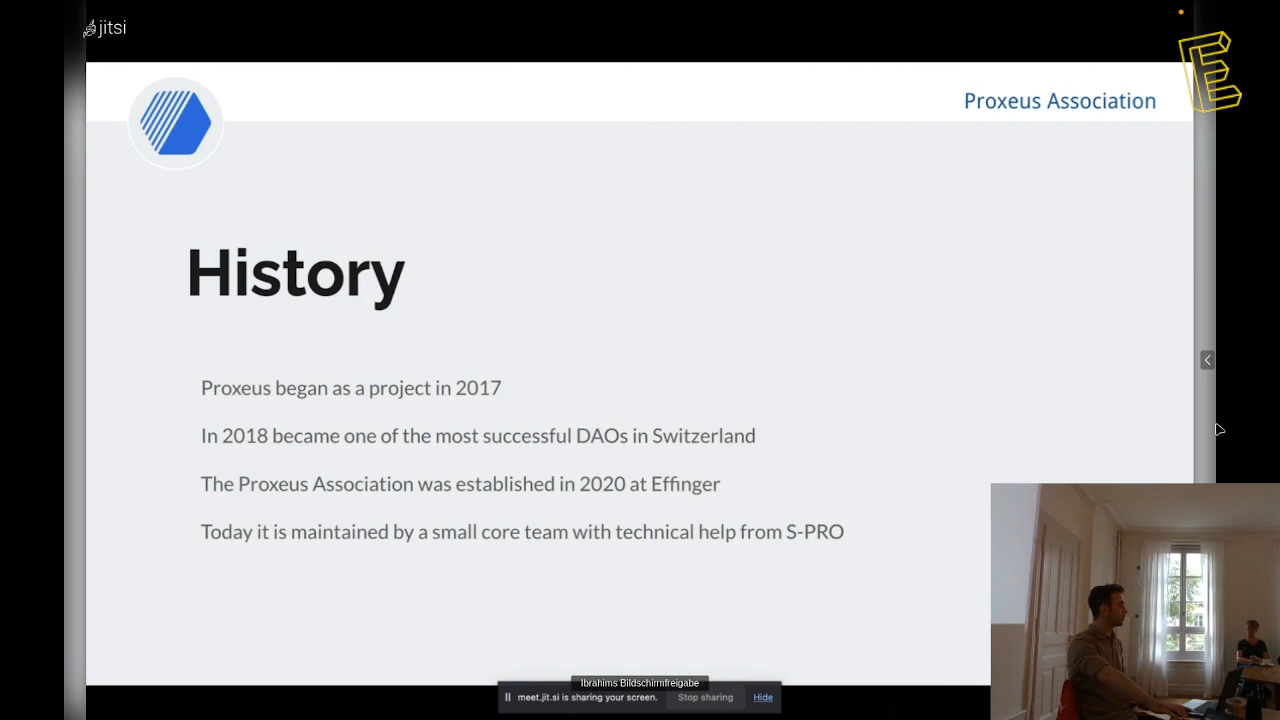 jitsi
Proxeus Association
E
History
Proxeus began as a project in 2017
In 2018 became one of the most successful DAOs in Switzerland
The Proxeus Association was established in 2020 at Effinger
Today it is maintained by a small core team with technical help from S-PRO
Ibrahims Bildschirmfreigabe
meet.jit.si is sharing your screen.
Stop sharing
Hide